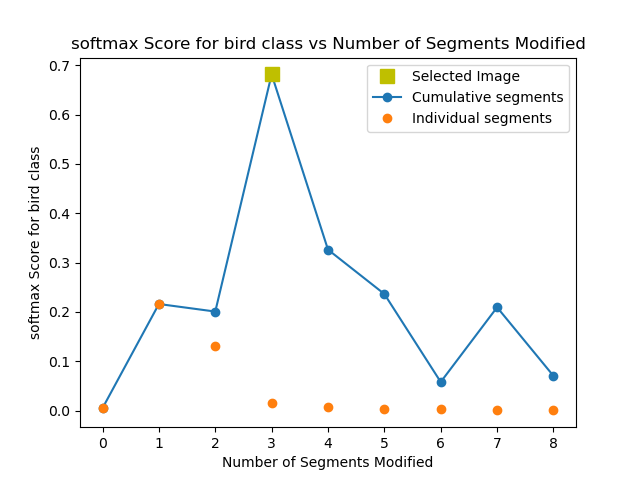 softmax Score for bird class vs Number of Segments Modified
Selected Image
Cumulative segments
Individual segments
softmax Score for bird class
0.7
0.6
0.5
0.4
0.3
0.2
0.1
0.0
0 1 2 3 4 5 6 7 8
Number of Segments Modified